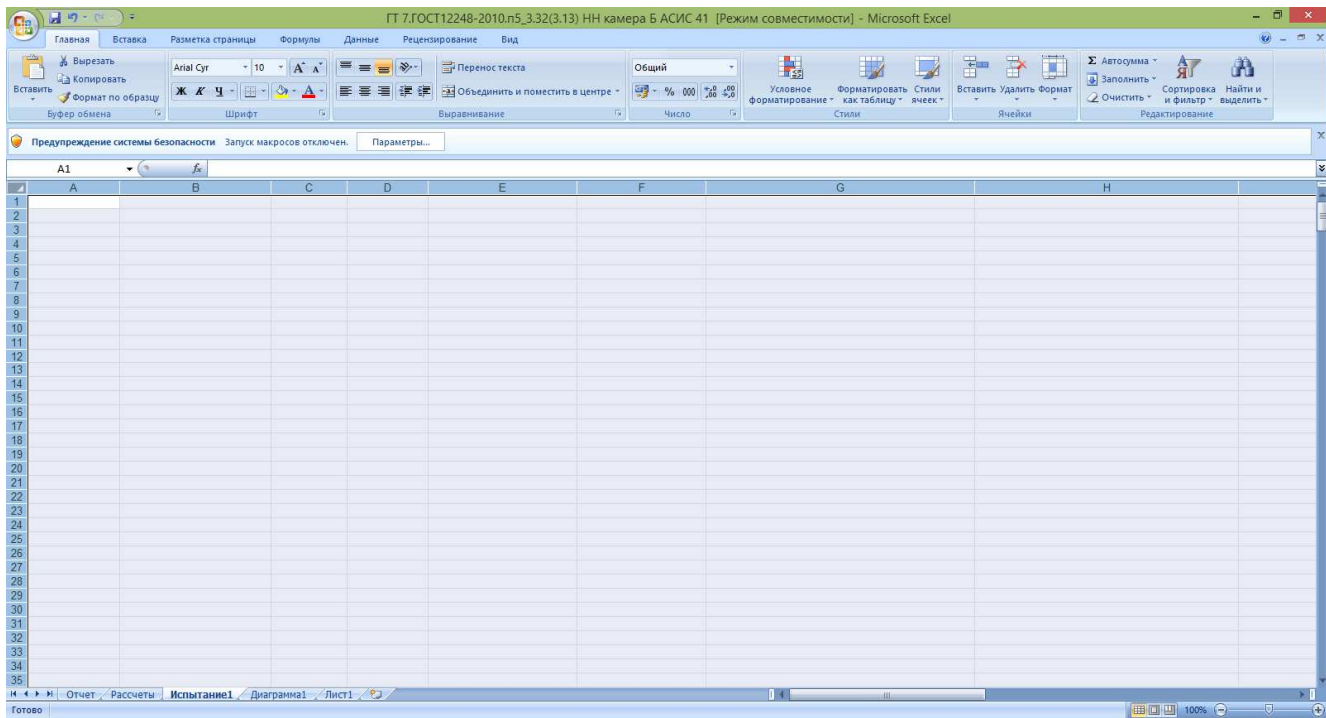 ГТ 7.ГОСТ12248-2010.п5_3.32(3.13) НН камера Б АСИС 41 [Режим совместимости] - Microsoft Excel
Главная Вставка Разметка страницы Формулы Данные Рецензирование Вид
Вставить
Вырезать
Копировать
Формат по образцу
Буфер обмена
Arial Cyr 10
Ж К Ч
Шрифт
Перенос текста
Объединить и поместить в центре
Выравнивание
Общий
% 000
Число
Условное форматирование
Форматировать как таблицу
Стили ячеек
Стили
Вставить Удалить Формат
Ячейки
Σ Автосумма
Заполнить
Очистить
Сортировка и фильтр
Найти и выделить
Редактирование
Предупреждение системы безопасности Запуск макросов отключен. Параметры...
A1 fx
A B C D E F G H
1
2
3
4
5
6
7
8
9
10
11
12
13
14
15
16
17
18
19
20
21
22
23
24
25
26
27
28
29
30
31
32
33
34
35
Отчет Рассчеты Испытание1 Диаграмма1 Лист1
Готово 100%